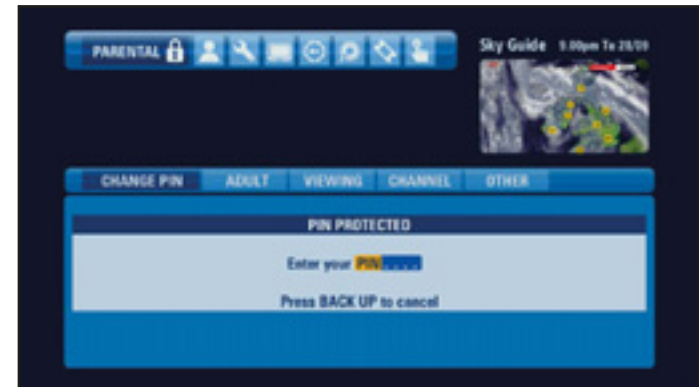 PARENTAL
Sky Guide 9.00pm Tu 28/09
CHANGE PIN ADULT VIEWING CHANNEL OTHER
PIN PROTECTED
Enter your PIN....
Press BACK UP to cancel